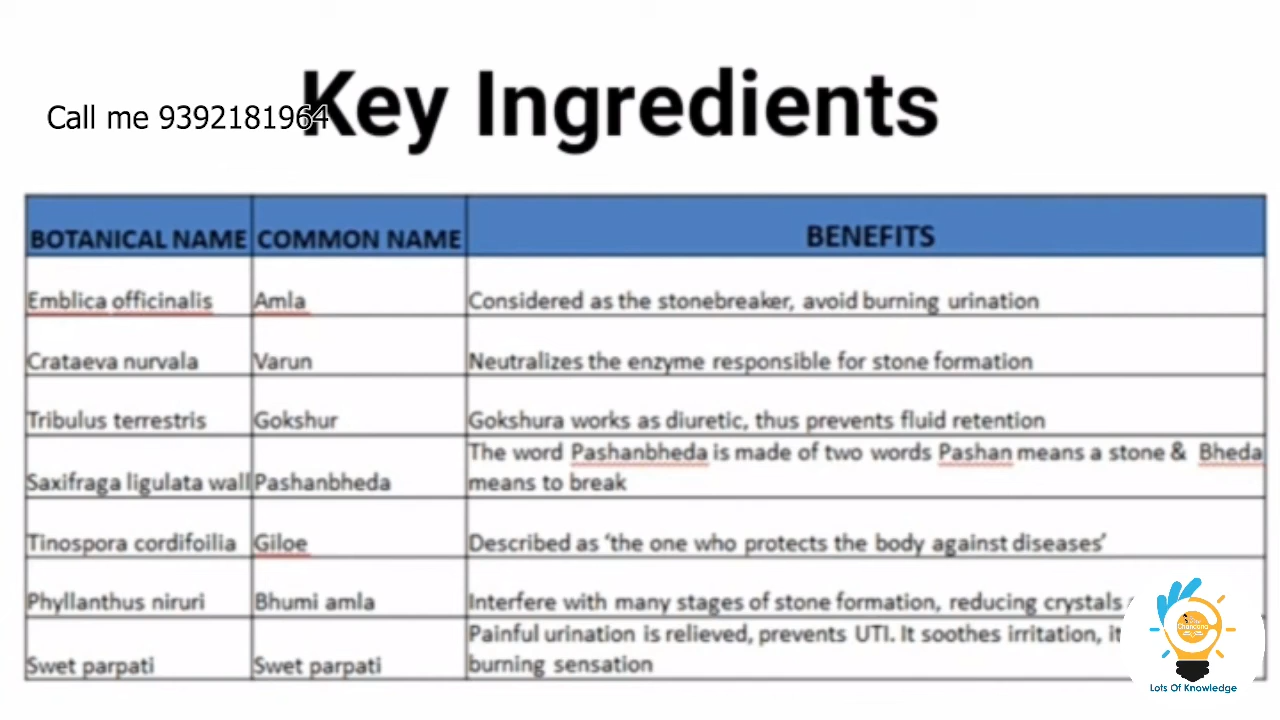 Key Ingredients
Call me 9392181964
BOTANICAL NAME COMMON NAME BENEFITS
Emblica officinalis Amla Considered as the stonebreaker, avoid burning urination
Crataeva nurvala Varun Neutralizes the enzyme responsible for stone formation
Tribulus terrestris Gokshur Gokshura works as diuretic, thus prevents fluid retention
The word Pashanbheda is made of two words Pashan means a stone & Bheda
Saxifraga ligulata wall Pashanbheda means to break
Tinospora cordifoilia Giloe Described as ‘the one who protects the body against diseases’
Phyllanthus niruri Bhumi amla Interfere with many stages of stone formation, reducing crystals
Painful urination is relieved, prevents UTI. It soothes irritation, it
Swet parpati Swet parpati burning sensation
Chandana
Lots Of Knowledge